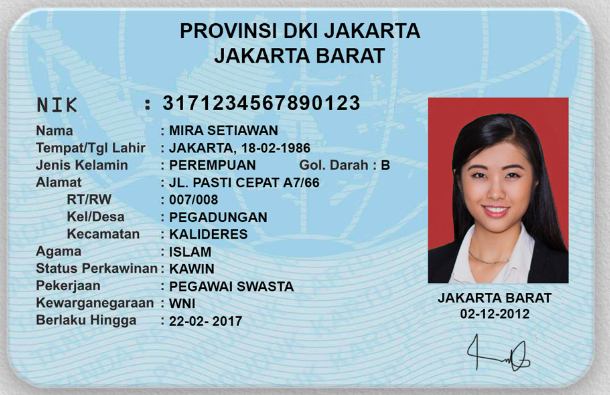 PROVINSI DKI JAKARTA
JAKARTA BARAT
NIK : 3171234567890123
Nama : MIRA SETIAWAN
Tempat/Tgl Lahir : JAKARTA, 18-02-1986
Jenis Kelamin : PEREMPUAN Gol. Darah : B
Alamat : JL. PASTI CEPAT A7/66
RT/RW : 007/008
Kel/Desa : PEGADUNGAN
Kecamatan : KALIDERES
Agama : ISLAM
Status Perkawinan : KAWIN
Pekerjaan : PEGAWAI SWASTA
Kewarganegaraan : WNI
Berlaku Hingga : 22-02- 2017
JAKARTA BARAT
02-12-2012